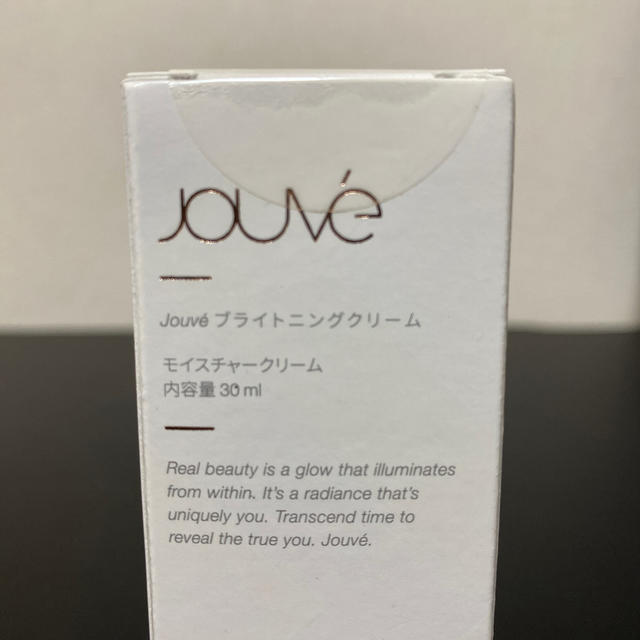 Jouvé
Jouvé ブライトニングクリーム
モイスチャークリーム
内容量 30 ml
Real beauty is a glow that illuminates
from within. It's a radiance that's
uniquely you. Transcend time to
reveal the true you. Jouvé.